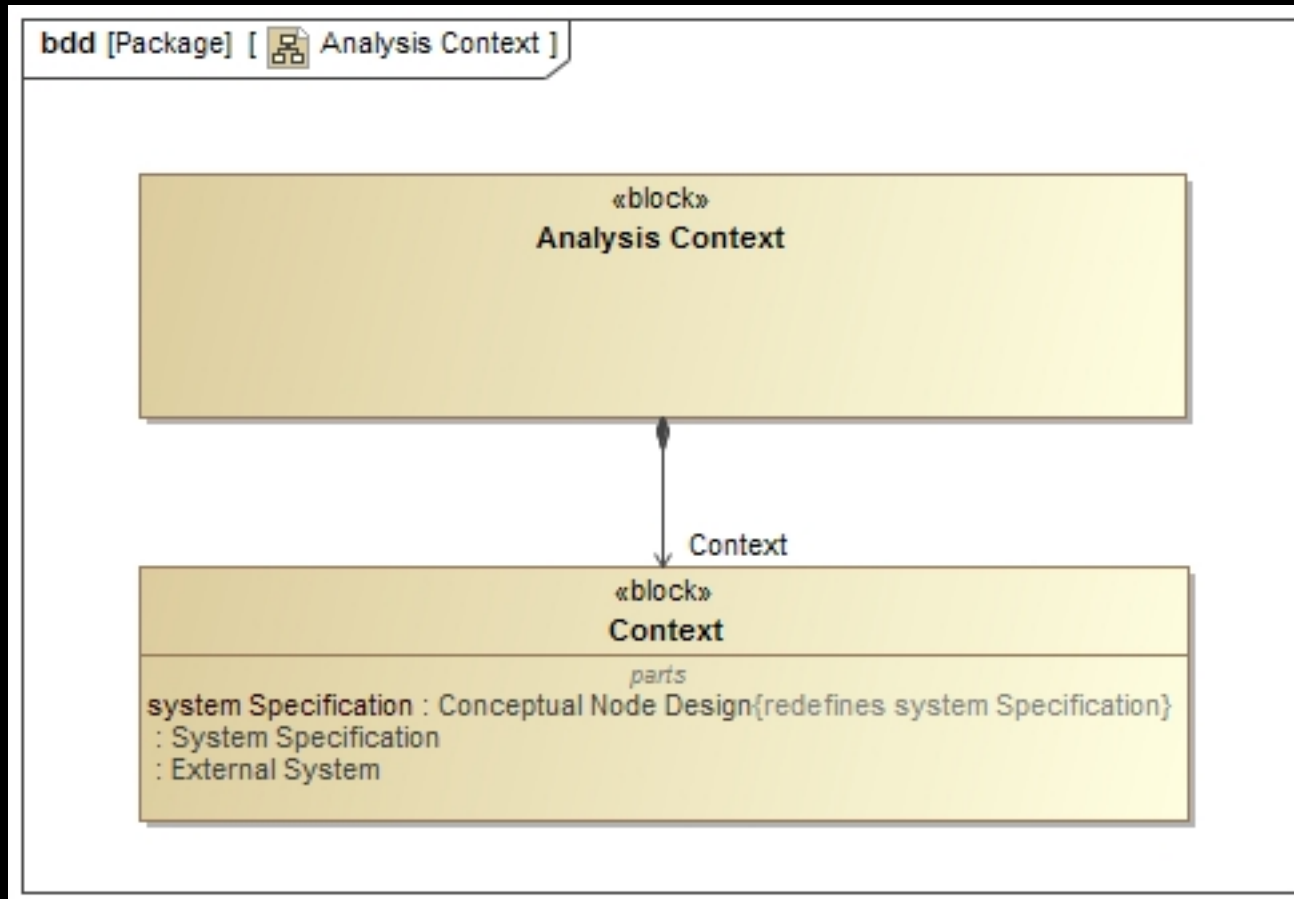 bdd [Package] [ Analysis Context ]
«block»
Analysis Context
Context
«block»
Context
parts
system Specification : Conceptual Node Design{redefines system Specification}
: System Specification
: External System